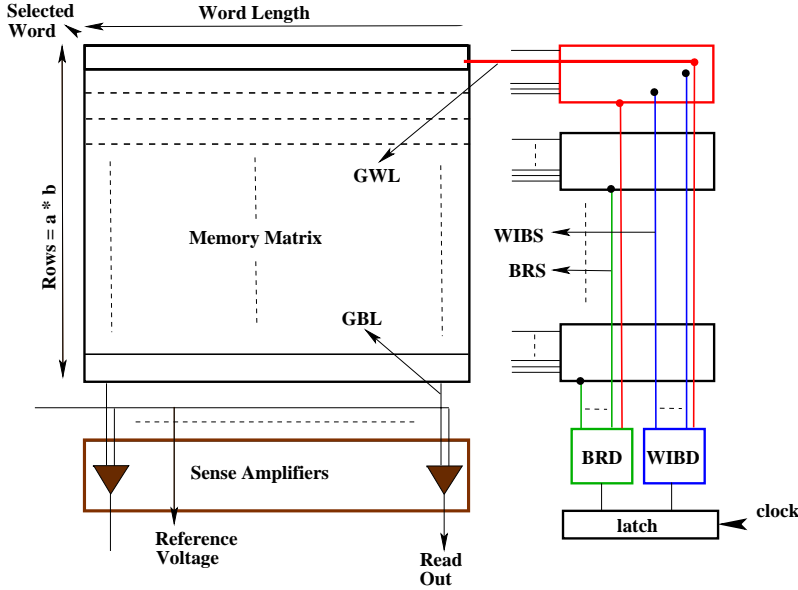 Selected
Word
Word Length
GWL
Rows = a * b
Memory Matrix
WIBS
BRS
GBL
BRD
WIBD
Sense Amplifiers
clock
latch
Reference
Voltage
Read
Out